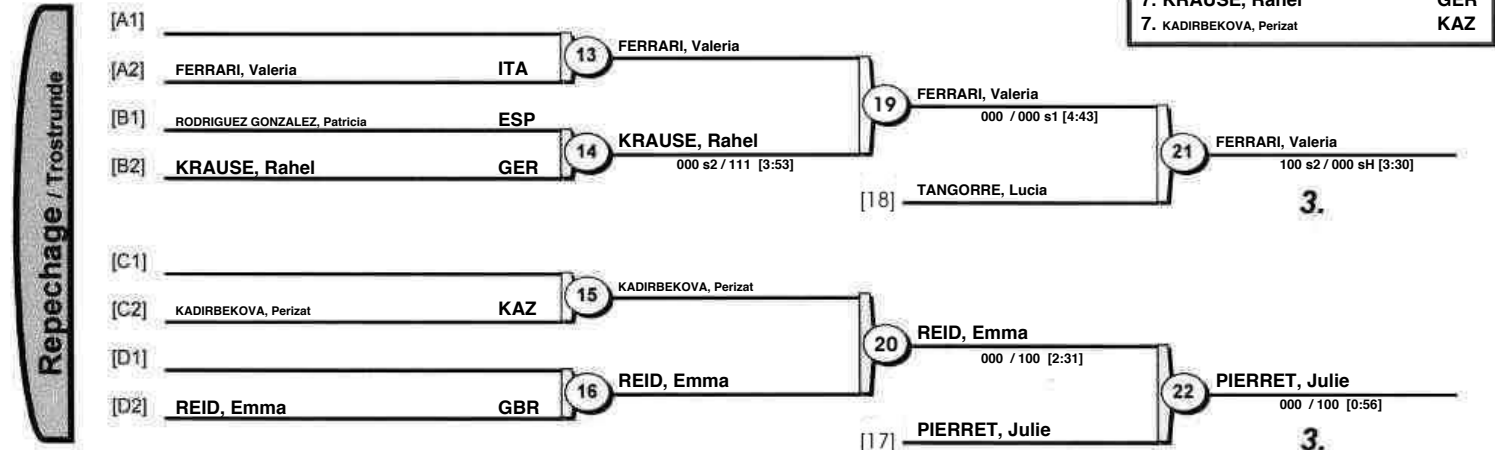 7. KRAUSE, Rahel GER
7. KADIRBEKOVA, Perizat KAZ
Repechage / Trostrunde
[A1]
13 FERRARI, Valeria
[A2] FERRARI, Valeria ITA
19 FERRARI, Valeria
000 / 000 s1 [4:43]
[B1] RODRIGUEZ GONZALEZ, Patricia ESP
14 KRAUSE, Rahel
000 s2 / 111 [3:53]
[B2] KRAUSE, Rahel GER
21 FERRARI, Valeria
100 s2 / 000 sH [3:30]
[18] TANGORRE, Lucia
3.
[C1]
15 KADIRBEKOVA, Perizat
[C2] KADIRBEKOVA, Perizat KAZ
20 REID, Emma
000 / 100 [2:31]
[D1]
16 REID, Emma
[D2] REID, Emma GBR
22 PIERRET, Julie
000 / 100 [0:56]
[17] PIERRET, Julie
3.